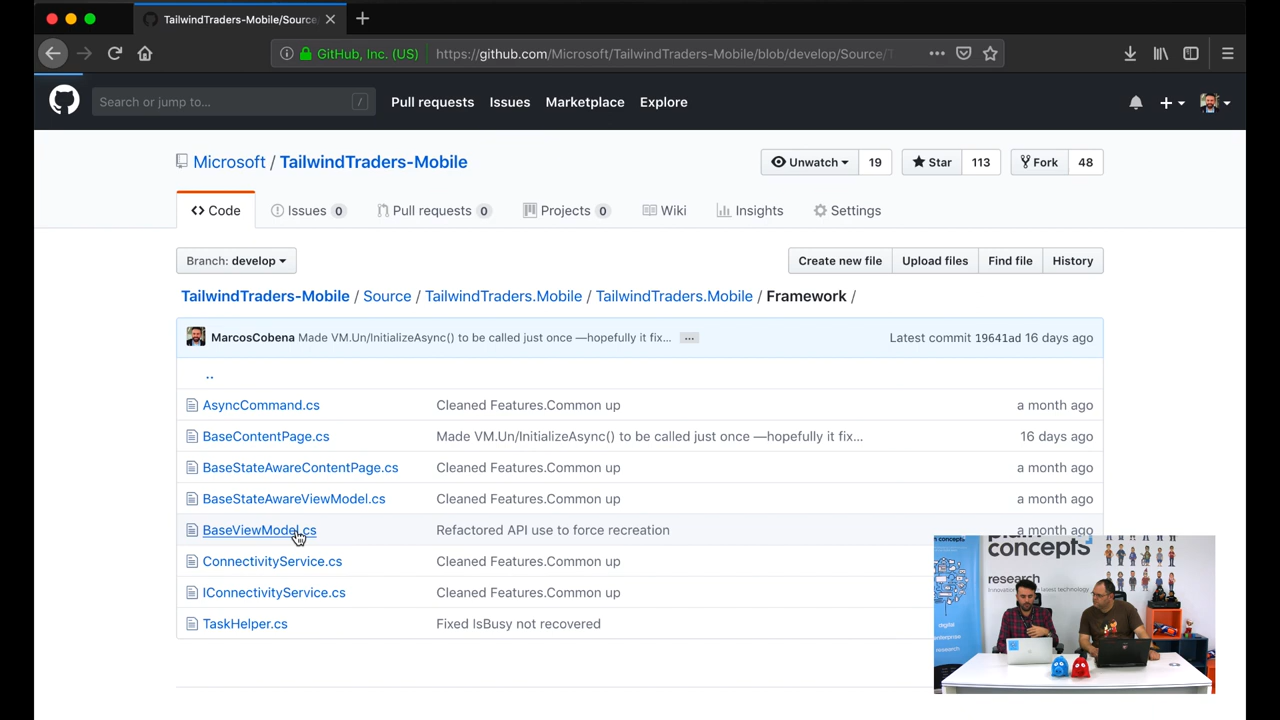 TailwindTraders-Mobile/Source
GitHub, Inc. (US) https://github.com/Microsoft/TailwindTraders-Mobile/blob/develop/Source/
Search or jump to... / Pull requests Issues Marketplace Explore
Microsoft / TailwindTraders-Mobile Unwatch 19 Star 113 Fork 48
Code Issues 0 Pull requests 0 Projects 0 Wiki Insights Settings
Branch: develop Create new file Upload files Find file History
TailwindTraders-Mobile / Source / TailwindTraders.Mobile / TailwindTraders.Mobile / Framework /
MarcosCobena Made VM.Un/InitializeAsync() to be called just once —hopefully it fix... ... Latest commit 19641ad 16 days ago
..
AsyncCommand.cs Cleaned Features.Common up a month ago
BaseContentPage.cs Made VM.Un/InitializeAsync() to be called just once —hopefully it fix... 16 days ago
BaseStateAwareContentPage.cs Cleaned Features.Common up a month ago
BaseStateAwareViewModel.cs Cleaned Features.Common up a month ago
BaseViewModel.cs Refactored API use to force recreation a month ago
ConnectivityService.cs Cleaned Features.Common up
IConnectivityService.cs Cleaned Features.Common up
TaskHelper.cs Fixed IsBusy not recovered
concepts
research
digital
enterprise
research